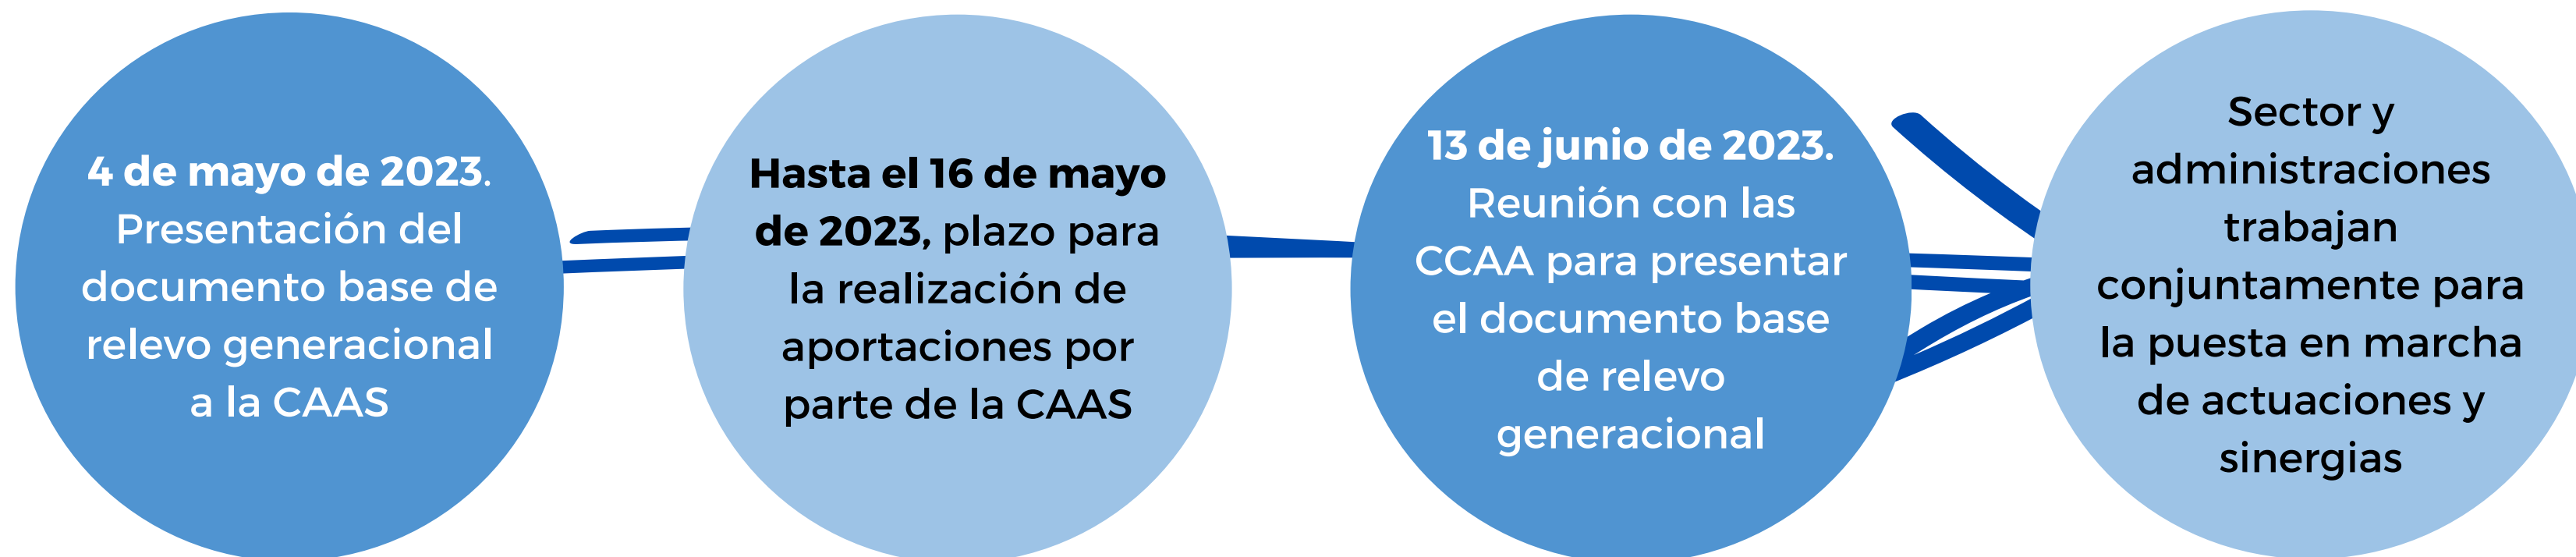 4 de mayo de 2023.
Presentación del
documento base de
relevo generacional
a la CAAS
Hasta el 16 de mayo
de 2023, plazo para
la realización de
aportaciones por
parte de la CAAS
13 de junio de 2023.
Reunión con las
CCAA para presentar
el documento base
de relevo
generacional
Sector y
administraciones
trabajan
conjuntamente para
la puesta en marcha
de actuaciones y
sinergias